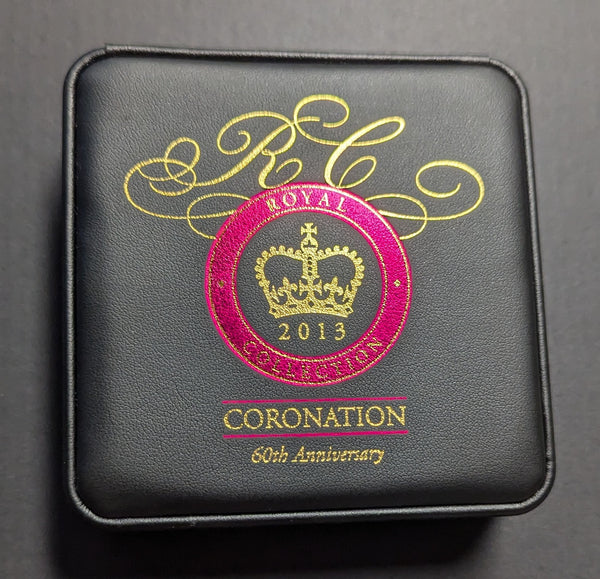 RC
ROYAL
2013
COLLECTION
CORONATION
60th Anniversary